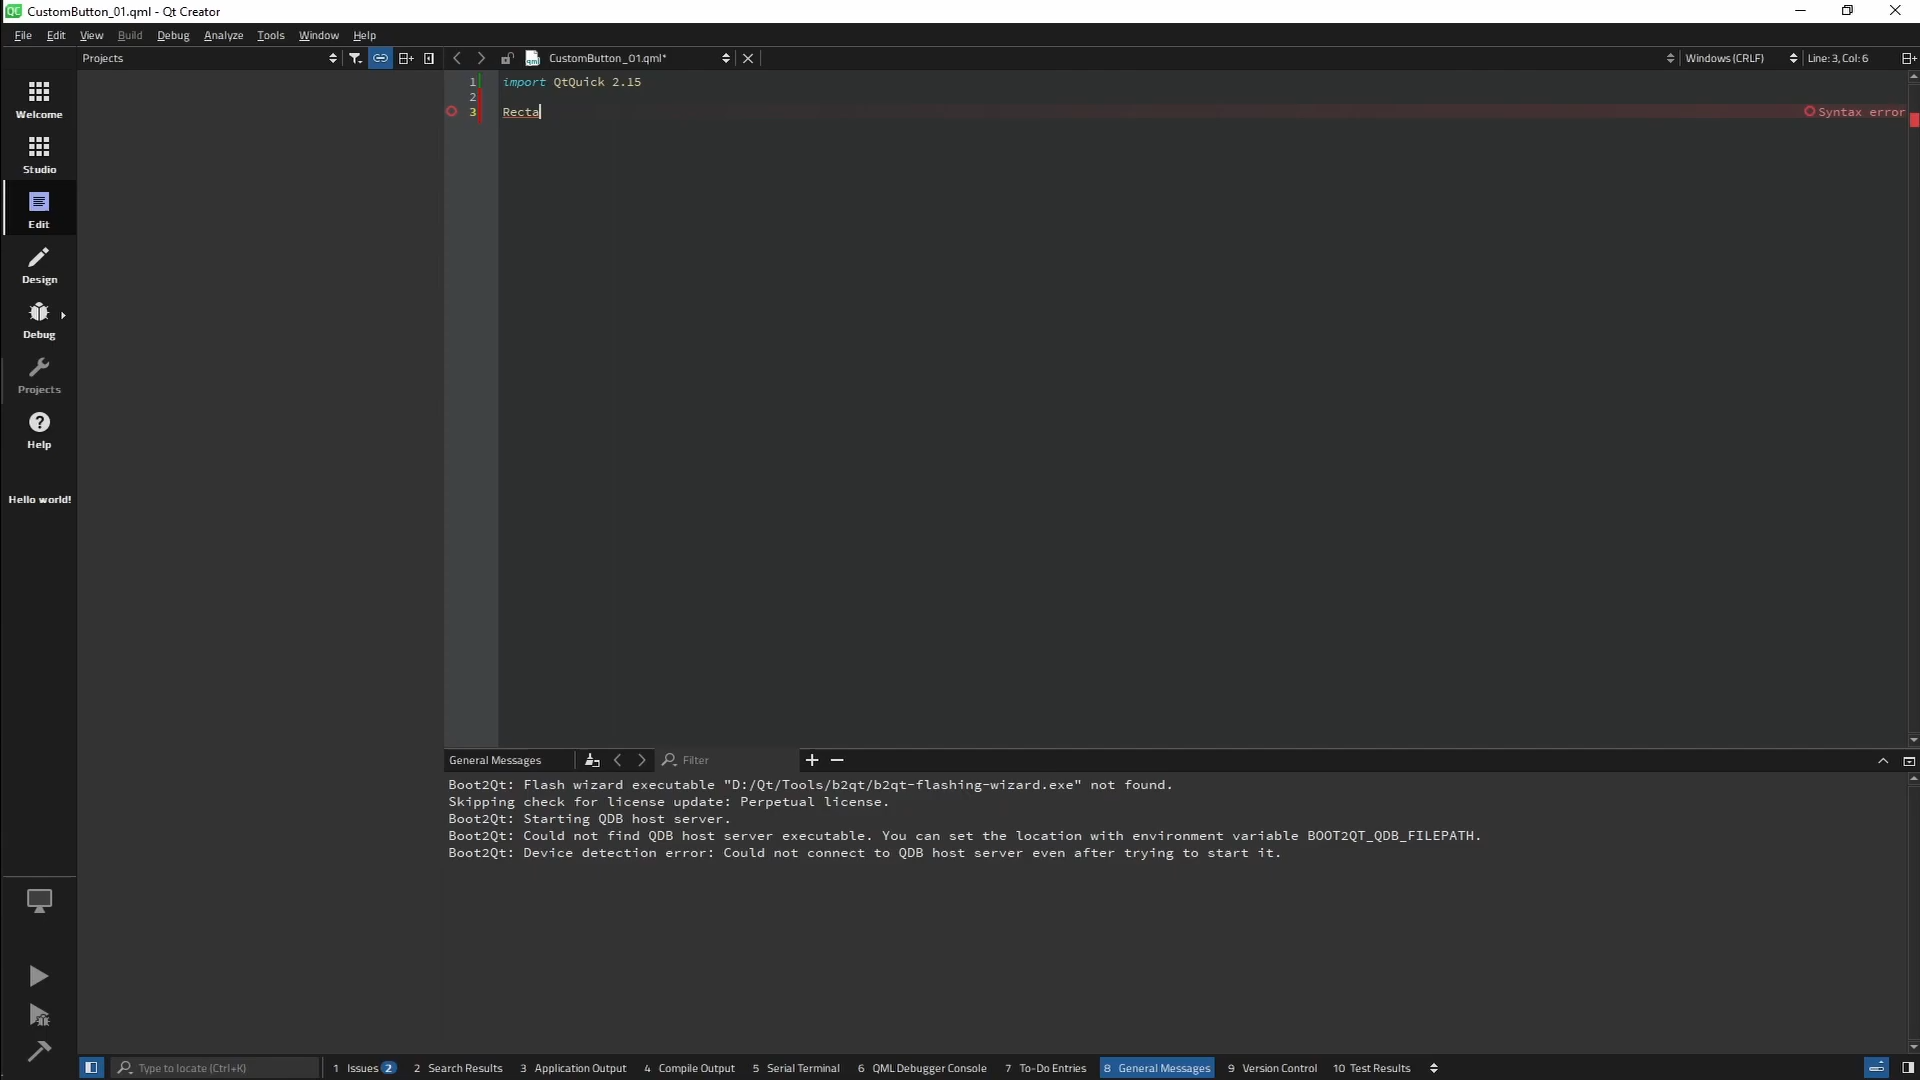 CustomButton_01.qml - Qt Creator
File Edit View Build Debug Analyze Tools Window Help
Projects
CustomButton_01.qml*
Windows (CRLF)
Line: 3, Col: 6
1 import QtQuick 2.15
2
3 Recta
Syntax error
Welcome
Studio
Edit
Design
Debug
Projects
Help
Hello world!
General Messages
Filter
Boot2Qt: Flash wizard executable "D:/Qt/Tools/b2qt/b2qt-flashing-wizard.exe" not found.
Skipping check for license update: Perpetual license.
Boot2Qt: Starting QDB host server.
Boot2Qt: Could not find QDB host server executable. You can set the location with environment variable BOOT2QT_QDB_FILEPATH.
Boot2Qt: Device detection error: Could not connect to QDB host server even after trying to start it.
Type to locate (Ctrl+K)
1 Issues 2 2 Search Results 3 Application Output 4 Compile Output 5 Serial Terminal 6 QML Debugger Console 7 To-Do Entries 8 General Messages 9 Version Control 10 Test Results